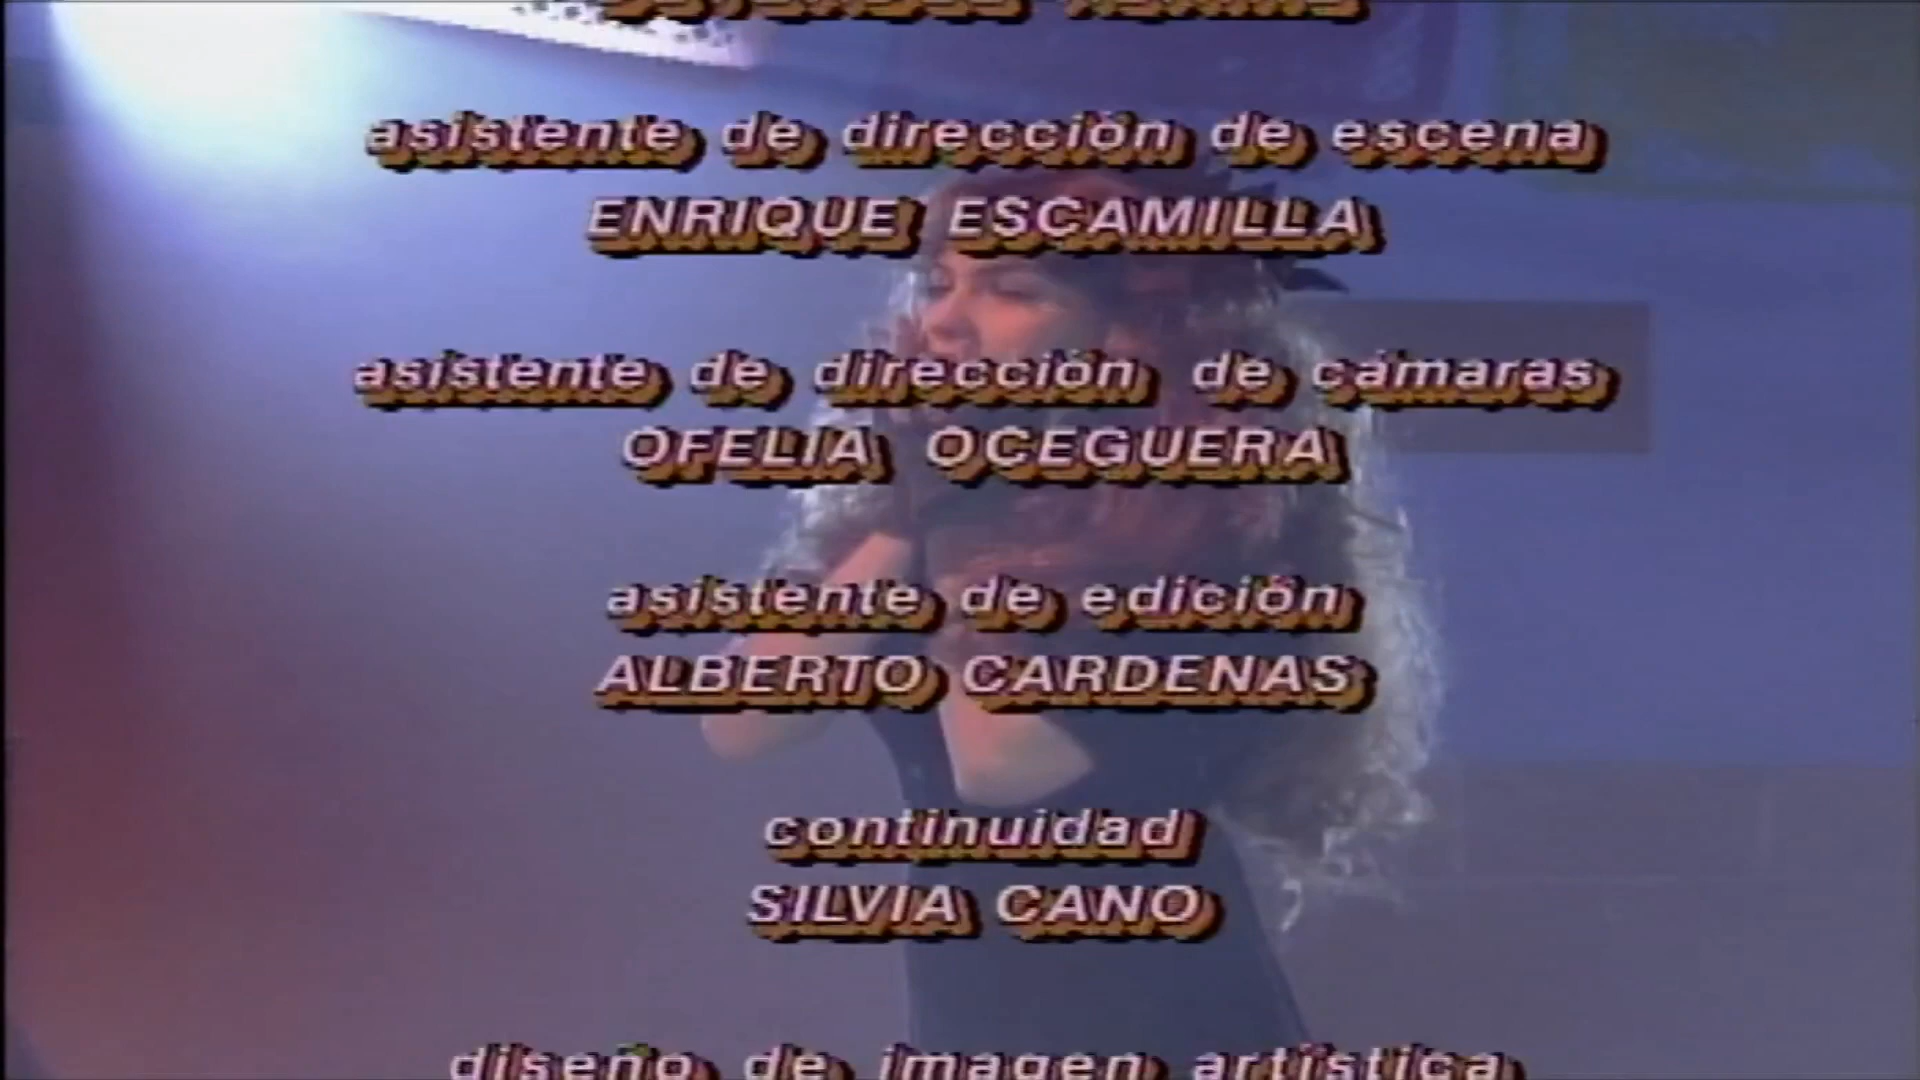 asistente de dirección de escena
ENRIQUE ESCAMILLA
asistente de dirección de cámaras
OFELIA OCEGUERA
asistente de edición
ALBERTO CARDENAS
continuidad
SILVIA CANO
diseño de imagen artística